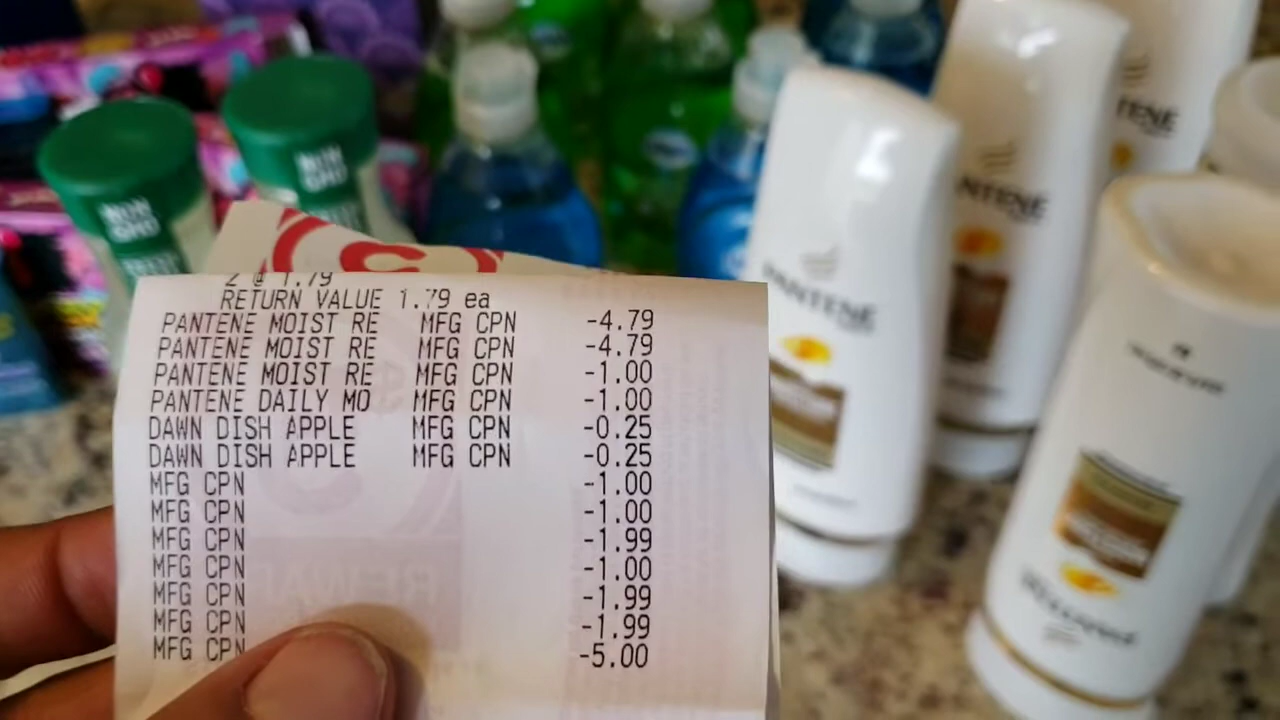 2 @ 1.79
RETURN VALUE 1.79 ea
PANTENE MOIST RE MFG CPN -4.79
PANTENE MOIST RE MFG CPN -4.79
PANTENE MOIST RE MFG CPN -1.00
PANTENE DAILY MO MFG CPN -1.00
DAWN DISH APPLE MFG CPN -0.25
DAWN DISH APPLE MFG CPN -0.25
MFG CPN -1.00
MFG CPN -1.00
MFG CPN -1.99
MFG CPN -1.00
MFG CPN -1.99
MFG CPN -1.99
MFG CPN -5.00
PANTENE
PANTENE